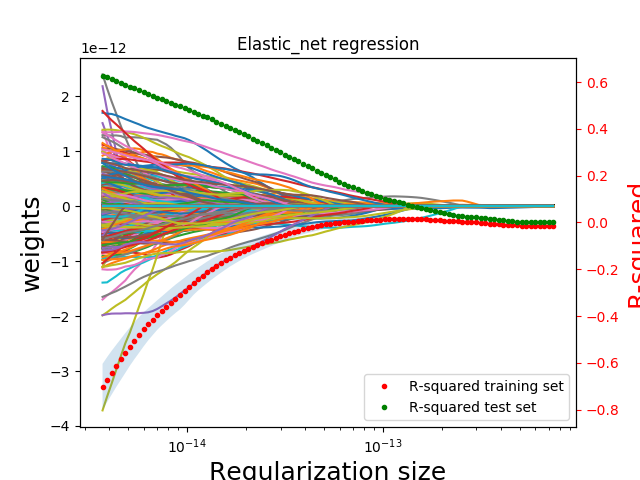 Elastic_net regression
1e−12
2
1
0
−1
−2
−3
−4
weights
0.6
0.4
0.2
0.0
−0.2
−0.4
−0.6
−0.8
R-squared
R-squared training set
R-squared test set
10⁻¹⁴
10⁻¹³
Regularization size